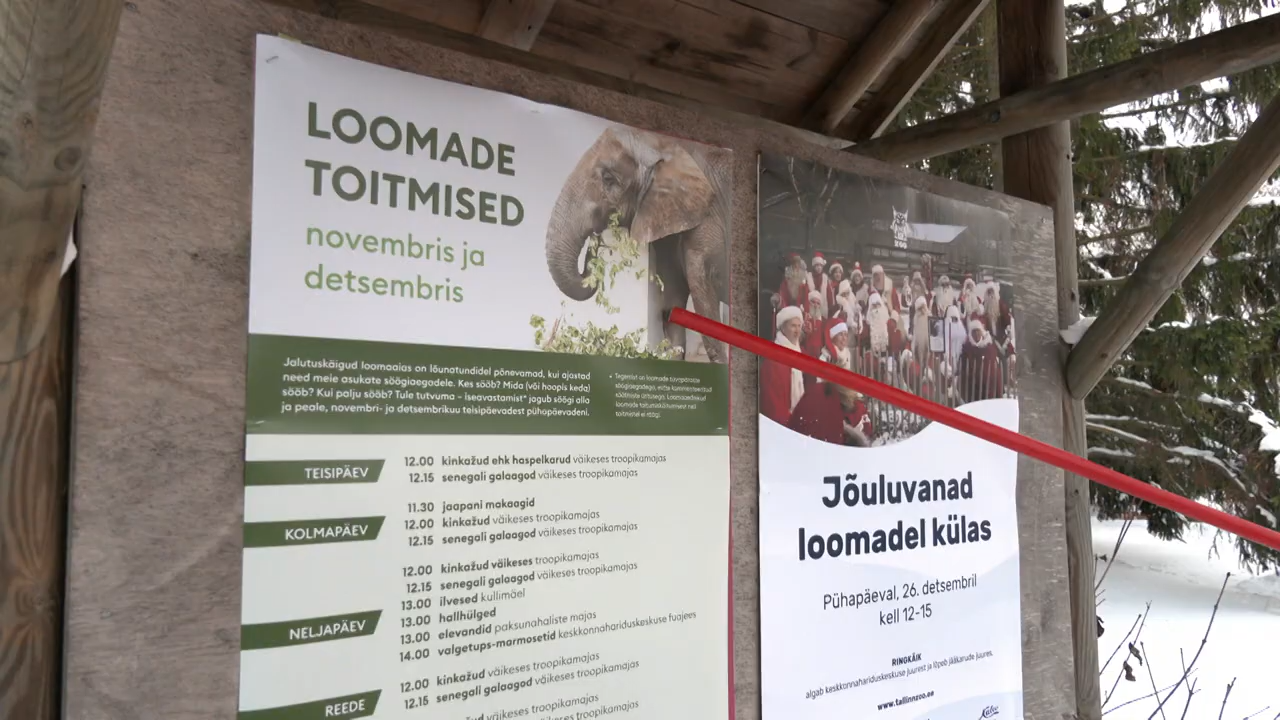 LOOMADE
TOITMISED
novembris ja
detsembris
Jalutuskäigud loomaaias on lõunatundidel põnevamad, kui ajastad
need meie asukate söögiaegadele. Kes sööb? Mida (või hoopis keda)
sööb? Kui palju sööb? Tule tutvuma - iseavastamist* jagub söögi alla
ja peale, novembri- ja detsembrikuu teisipäevadest pühapäevadeni.
TEISIPÄEV
12.00 kinkažud ehk haspelkarud väikeses troopikamajas
12.15 senegali galaagod väikeses troopikamajas
KOLMAPÄEV
11.30 jaapani makaagid
12.00 kinkažud väikeses troopikamajas
12.15 senegali galaagod väikeses troopikamajas
NELJAPÄEV
12.00 kinkažud väikeses troopikamajas
12.15 senegali galaagod väikeses troopikamajas
13.00 ilvesed kullimäel
13.00 hallhülged
13.00 elevandid paksunahaliste majas
14.00 valgetups-marmosetid keskkonnahariduskeskuse fuajees
REEDE
12.00 kinkažud väikeses troopikamajas
12.15 senegali galaagod väikeses troopikamajas
ZOO
Jõuluvanad
loomadel külas
Pühapäeval, 26. detsembril
kell 12-15
RINGKÄIK
algab keskkonnahariduskeskuse juurest ja lõpeb jääkarude juures.
www.tallinnzoo.ee